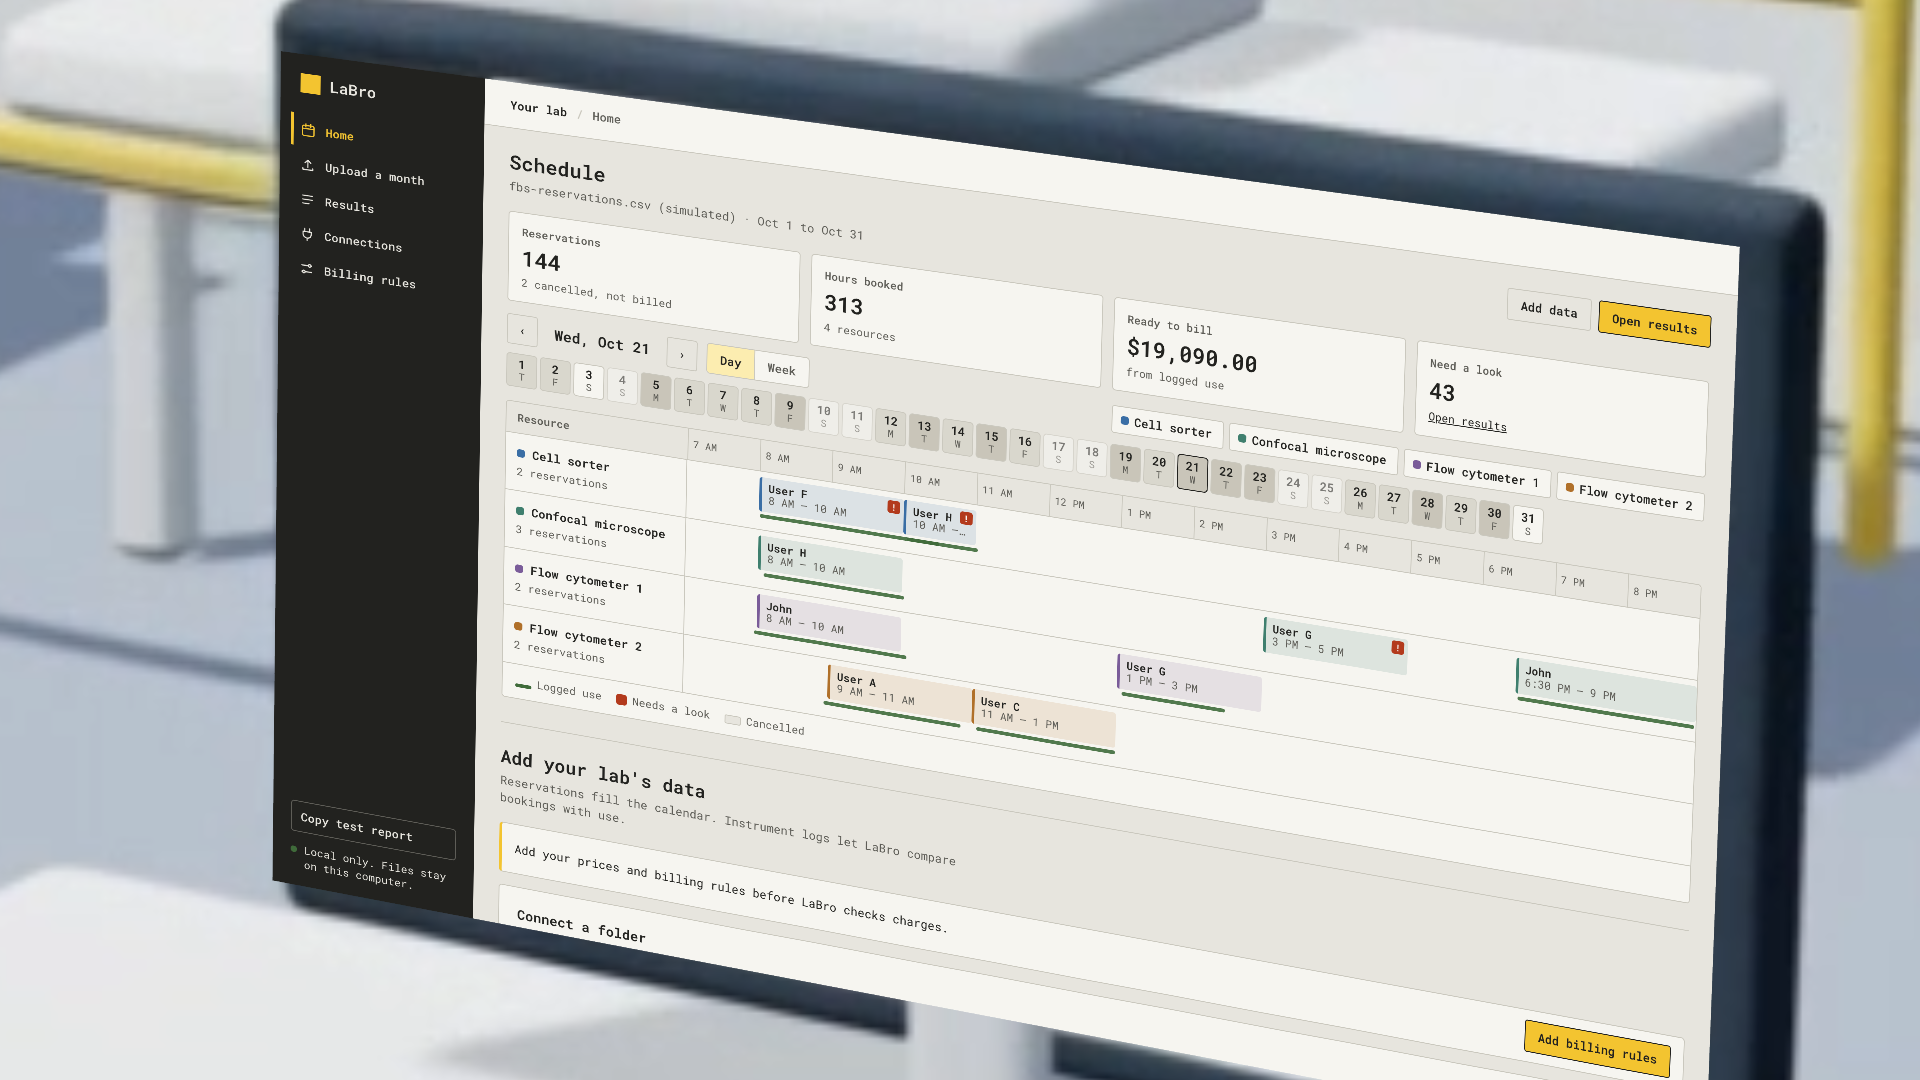 LaBro
Home
Upload a month
Results
Connections
Billing rules
Copy test report
Local only. Files stay
on this computer.
Your lab / Home
Schedule
fbs-reservations.csv (simulated) · Oct 1 to Oct 31
Add data
Open results
Reservations
144
2 cancelled, not billed
Hours booked
313
4 resources
Ready to bill
$19,090.00
from logged use
Need a look
43
Open results
‹ Wed, Oct 21 › Day Week
Cell sorter
Confocal microscope
Flow cytometer 1
Flow cytometer 2
1 2 3 4 5 6 7 8 9 10 11 12 13 14 15 16 17 18 19 20 21 22 23 24 25 26 27 28 29 30 31
T F S S M T W T F S S M T W T F S S M T W T F S S M T W T F S
Resource
7 AM 8 AM 9 AM 10 AM 11 AM 12 PM 1 PM 2 PM 3 PM 4 PM 5 PM 6 PM 7 PM 8 PM
Cell sorter
2 reservations
User F !
8 AM – 10 AM
User H !
10 AM –…
Confocal microscope
3 reservations
User H
8 AM – 10 AM
User G !
3 PM – 5 PM
John
6:30 PM – 9 PM
Flow cytometer 1
2 reservations
John
8 AM – 10 AM
User G
1 PM – 3 PM
Flow cytometer 2
2 reservations
User A
9 AM – 11 AM
User C
11 AM – 1 PM
Logged use
Needs a look
Cancelled
Add your lab's data
Reservations fill the calendar. Instrument logs let LaBro compare
bookings with use.
Add your prices and billing rules before LaBro checks charges.
Add billing rules
Connect a folder